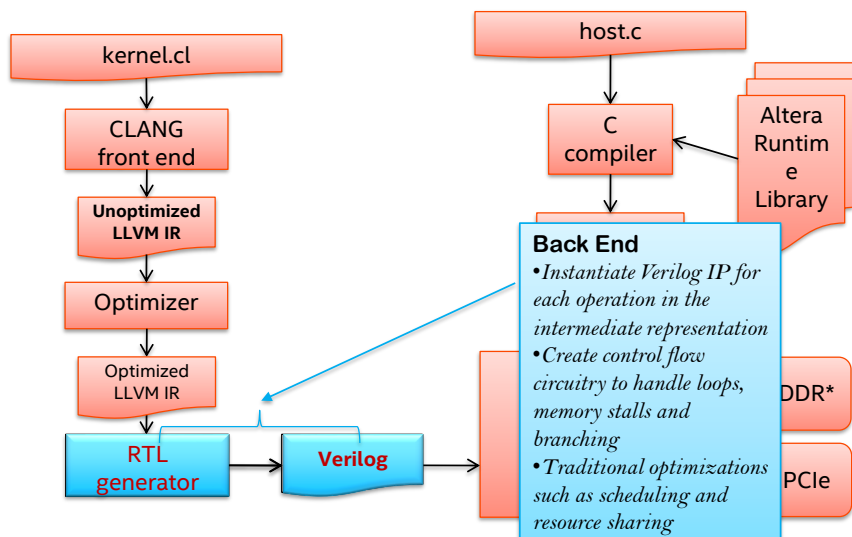 kernel.cl
CLANG
front end
Unoptimized
LLVM IR
Optimizer
Optimized
LLVM IR
RTL
generator
Verilog
host.c
C
compiler
Altera
Runtim
e
Library
Back End
•Instantiate Verilog IP for
each operation in the
intermediate representation
•Create control flow
circuitry to handle loops,
memory stalls and
branching
•Traditional optimizations
such as scheduling and
resource sharing
DDR*
PCIe